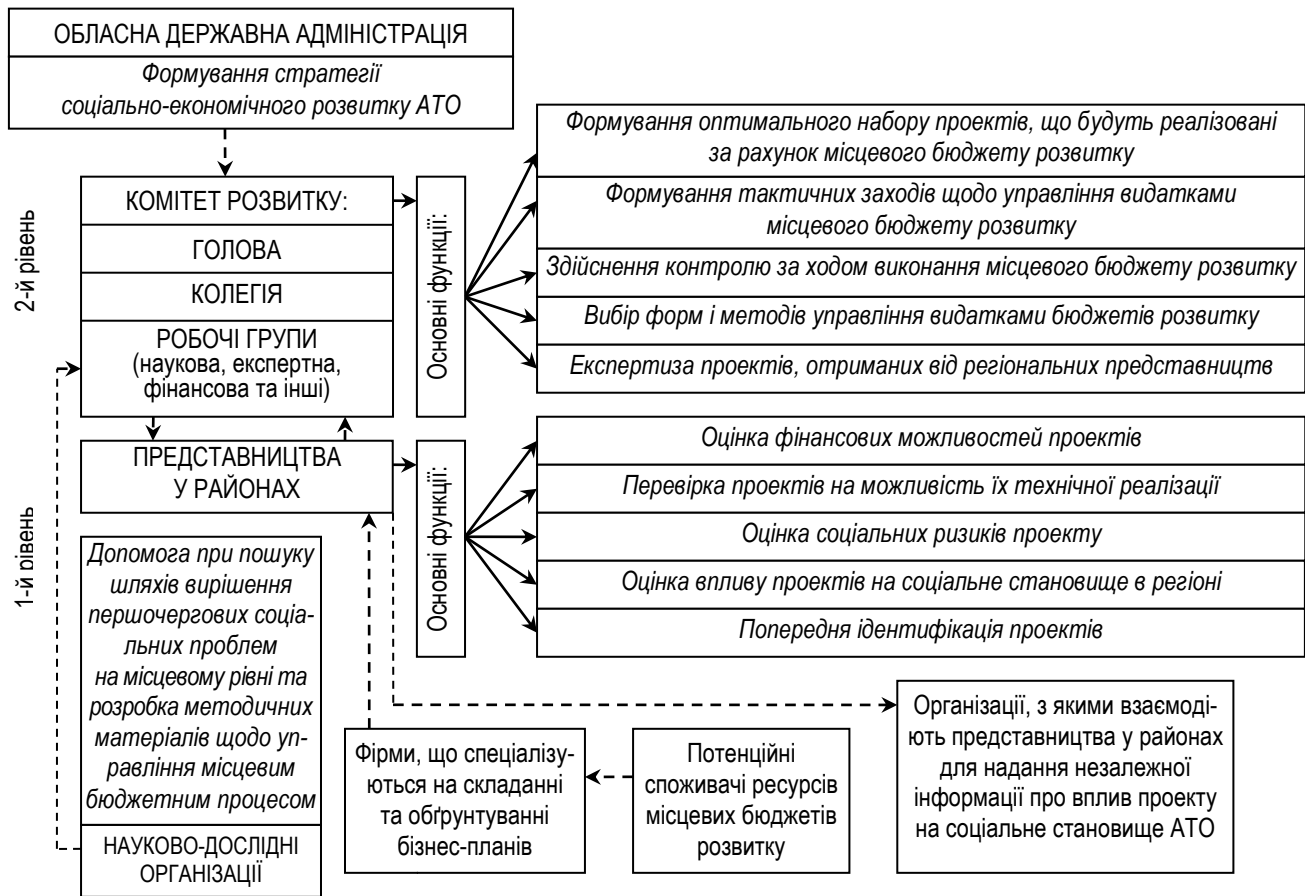 ОБЛАСНА ДЕРЖАВНА АДМІНІСТРАЦІЯ
Формування стратегії
соціально-економічного розвитку АТО
2-й рівень
КОМІТЕТ РОЗВИТКУ:
ГОЛОВА
КОЛЕГІЯ
РОБОЧІ ГРУПИ
(наукова, експертна,
фінансова та інші)
Основні функції:
Формування оптимального набору проектів, що будуть реалізовані
за рахунок місцевого бюджету розвитку
Формування тактичних заходів щодо управління видатками
місцевого бюджету розвитку
Здійснення контролю за ходом виконання місцевого бюджету розвитку
Вибір форм і методів управління видатками бюджетів розвитку
Експертиза проектів, отриманих від регіональних представництв
1-й рівень
ПРЕДСТАВНИЦТВА
У РАЙОНАХ
Основні функції:
Оцінка фінансових можливостей проектів
Перевірка проектів на можливість їх технічної реалізації
Оцінка соціальних ризиків проекту
Оцінка впливу проектів на соціальне становище в регіоні
Попередня ідентифікація проектів
Допомога при пошуку
шляхів вирішення
першочергових соціа-
льних проблем
на місцевому рівні та
розробка методичних
матеріалів щодо уп-
равління місцевим
бюджетним процесом
НАУКОВО-ДОСЛІДНІ
ОРГАНІЗАЦІЇ
Фірми, що спеціалізу-
ються на складанні
та обґрунтуванні
бізнес-планів
Потенційні
споживачі ресурсів
місцевих бюджетів
розвитку
Організації, з якими взаємоді-
ють представництва у районах
для надання незалежної
інформації про вплив проекту
на соціальне становище АТО